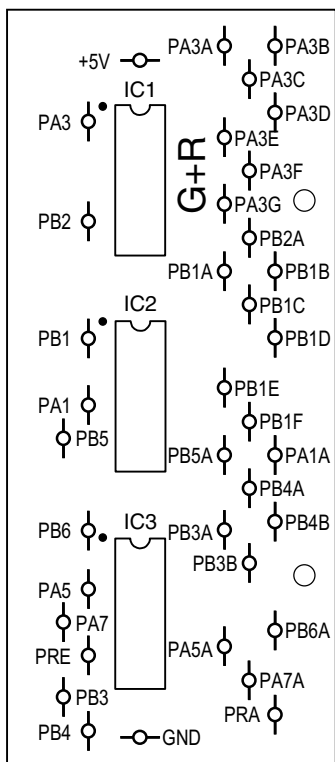 PA3A
PA3B
+5V
PA3C
IC1
PA3D
PA3
PA3E
G+R
PA3F
PA3G
PB2
PB2A
PB1A
PB1B
PB1C
IC2
PB1
PB1D
PB1E
PA1
PB1F
PB5
PB5A
PA1A
PB4A
IC3
PB4B
PB6
PB3A
PB3B
PA5
PA7
PB6A
PA5A
PRE
PA7A
PB3
PRA
PB4
GND